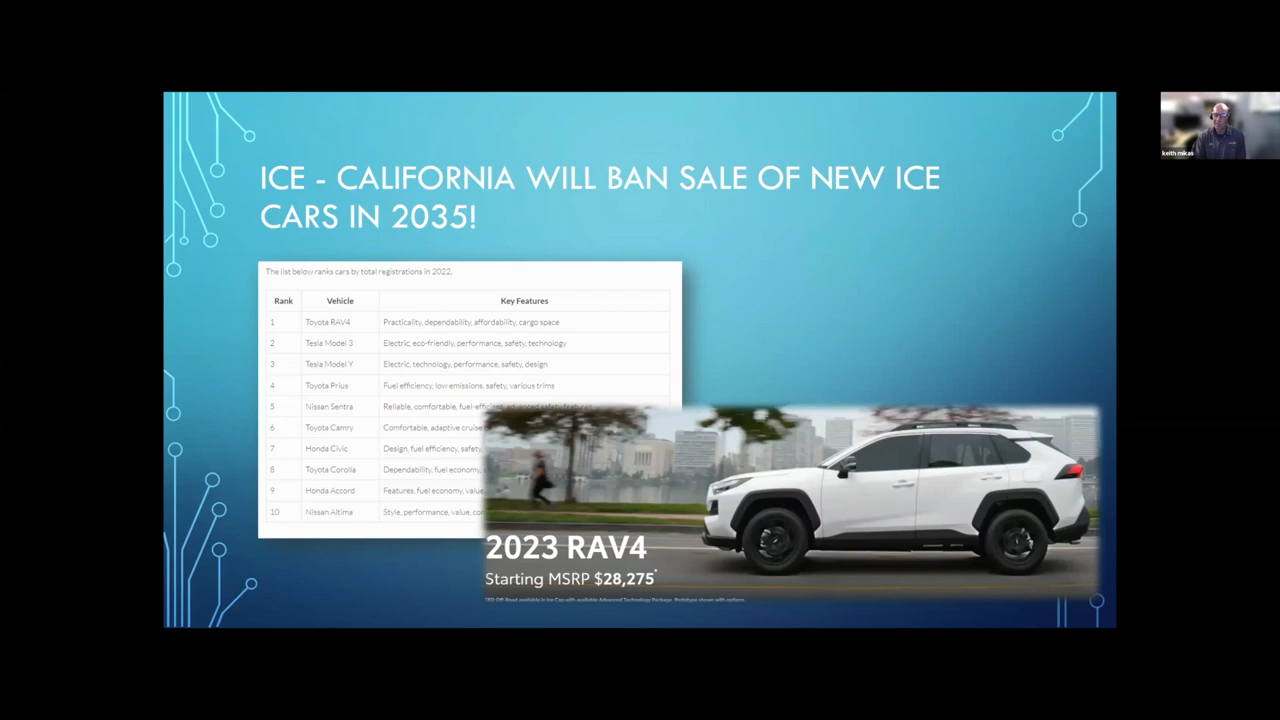 ICE - CALIFORNIA WILL BAN SALE OF NEW ICE
CARS IN 2035!
The list below ranks cars by total registrations in 2022.
Rank Vehicle Key Features
1 Toyota RAV4 Practicality, dependability, affordability, cargo space
2 Tesla Model 3 Electric, eco-friendly, performance, safety, technology
3 Tesla Model Y Electric, technology, performance, safety, design
4 Toyota Prius Fuel efficiency, low emissions, safety, various trims
5 Nissan Sentra Reliable, comfortable, fuel-efficient, advanced safety features
6 Toyota Camry Comfortable, adaptive cruise
7 Honda Civic Design, fuel efficiency, safety,
8 Toyota Corolla Dependability, fuel economy,
9 Honda Accord Features, fuel economy, value,
10 Nissan Altima Style, performance, value,
2023 RAV4
Starting MSRP $28,275*
keith mikas